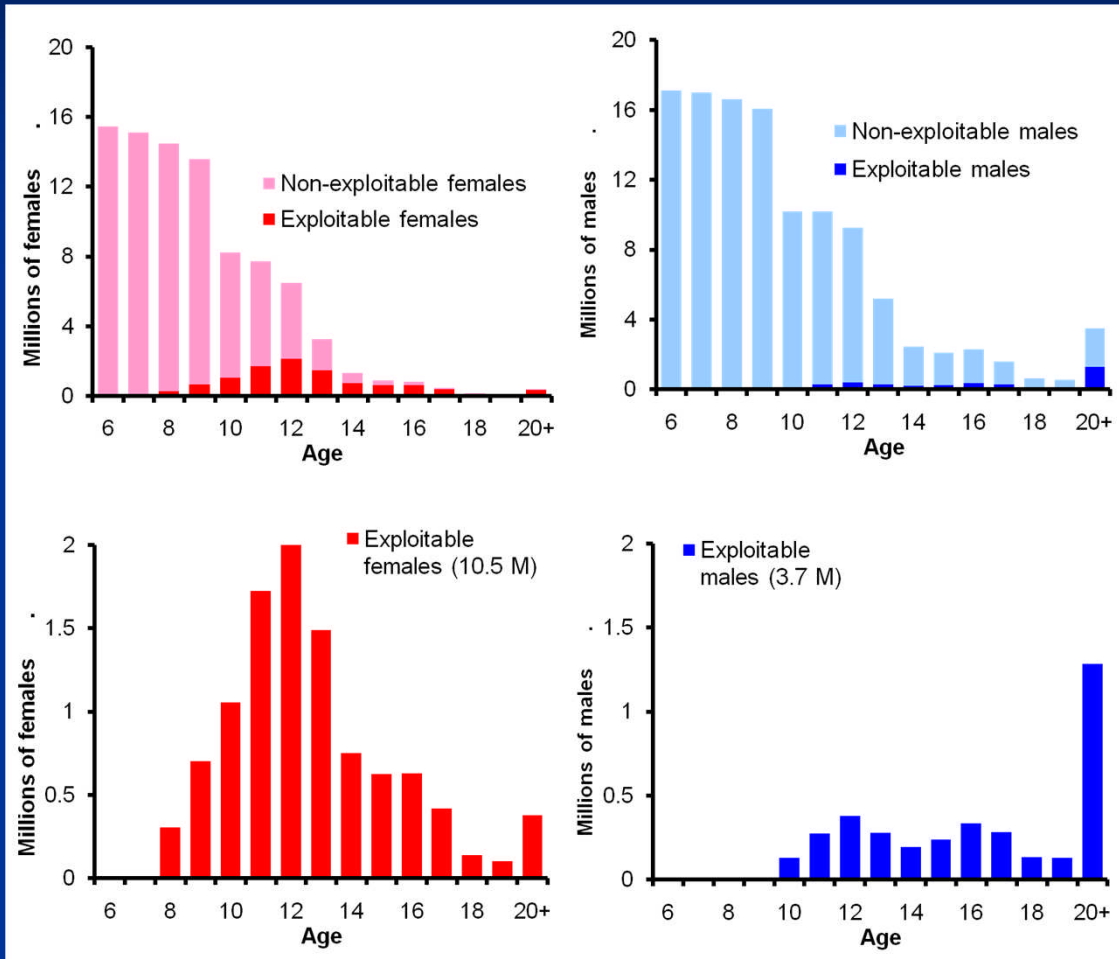 20
16
12
8
4
0
Millions of females
.
Non-exploitable females
Exploitable females
6 8 10 12 14 16 18 20+
Age
20
16
12
8
4
0
Millions of males
.
Non-exploitable males
Exploitable males
6 8 10 12 14 16 18 20+
Age
2
1.5
1
0.5
0
Millions of females
.
Exploitable
females (10.5 M)
6 8 10 12 14 16 18 20+
Age
2
1.5
1
0.5
0
Millions of males
.
Exploitable
males (3.7 M)
6 8 10 12 14 16 18 20+
Age